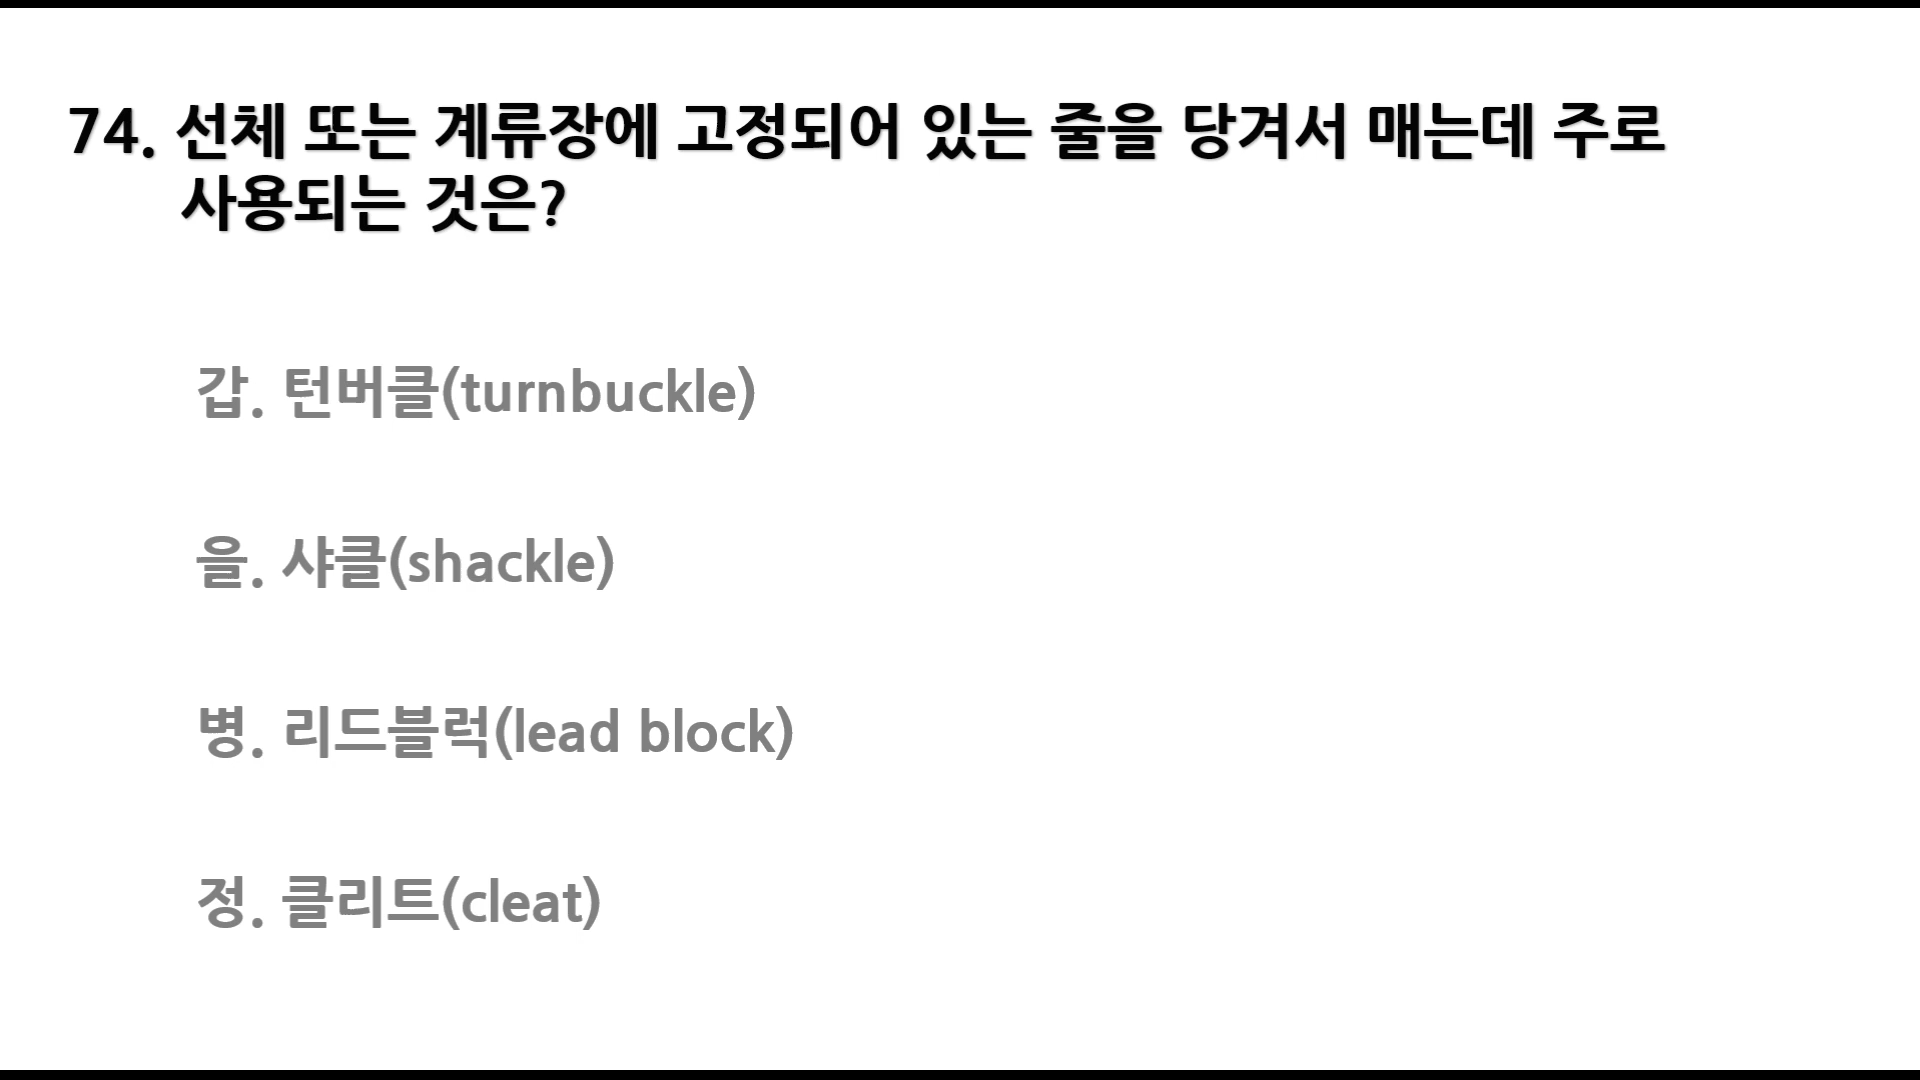 74. 선체 또는 계류장에 고정되어 있는 줄을 당겨서 매는데 주로
사용되는 것은?
갑. 턴버클(turnbuckle)
을. 샤클(shackle)
병. 리드블럭(lead block)
정. 클리트(cleat)